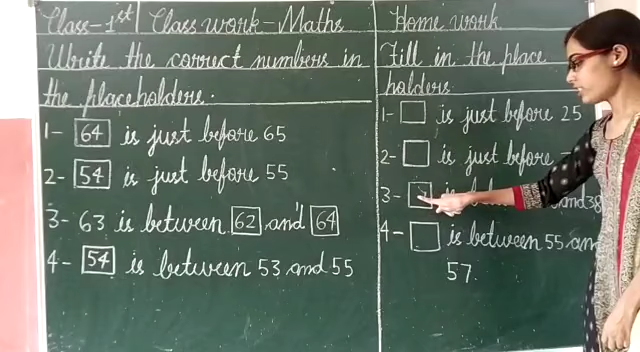 Class-1st Class work-Maths
Write the correct numbers in
the placeholders.
1- 64 is just before 65
2- 54 is just before 55
3- 63 is between 62 and 64
4- 54 is between 53 and 55
Home work
Fill in the place
holders.
1- is just before 25
2- is just before
3- and 38
4- is between 55 an
57.